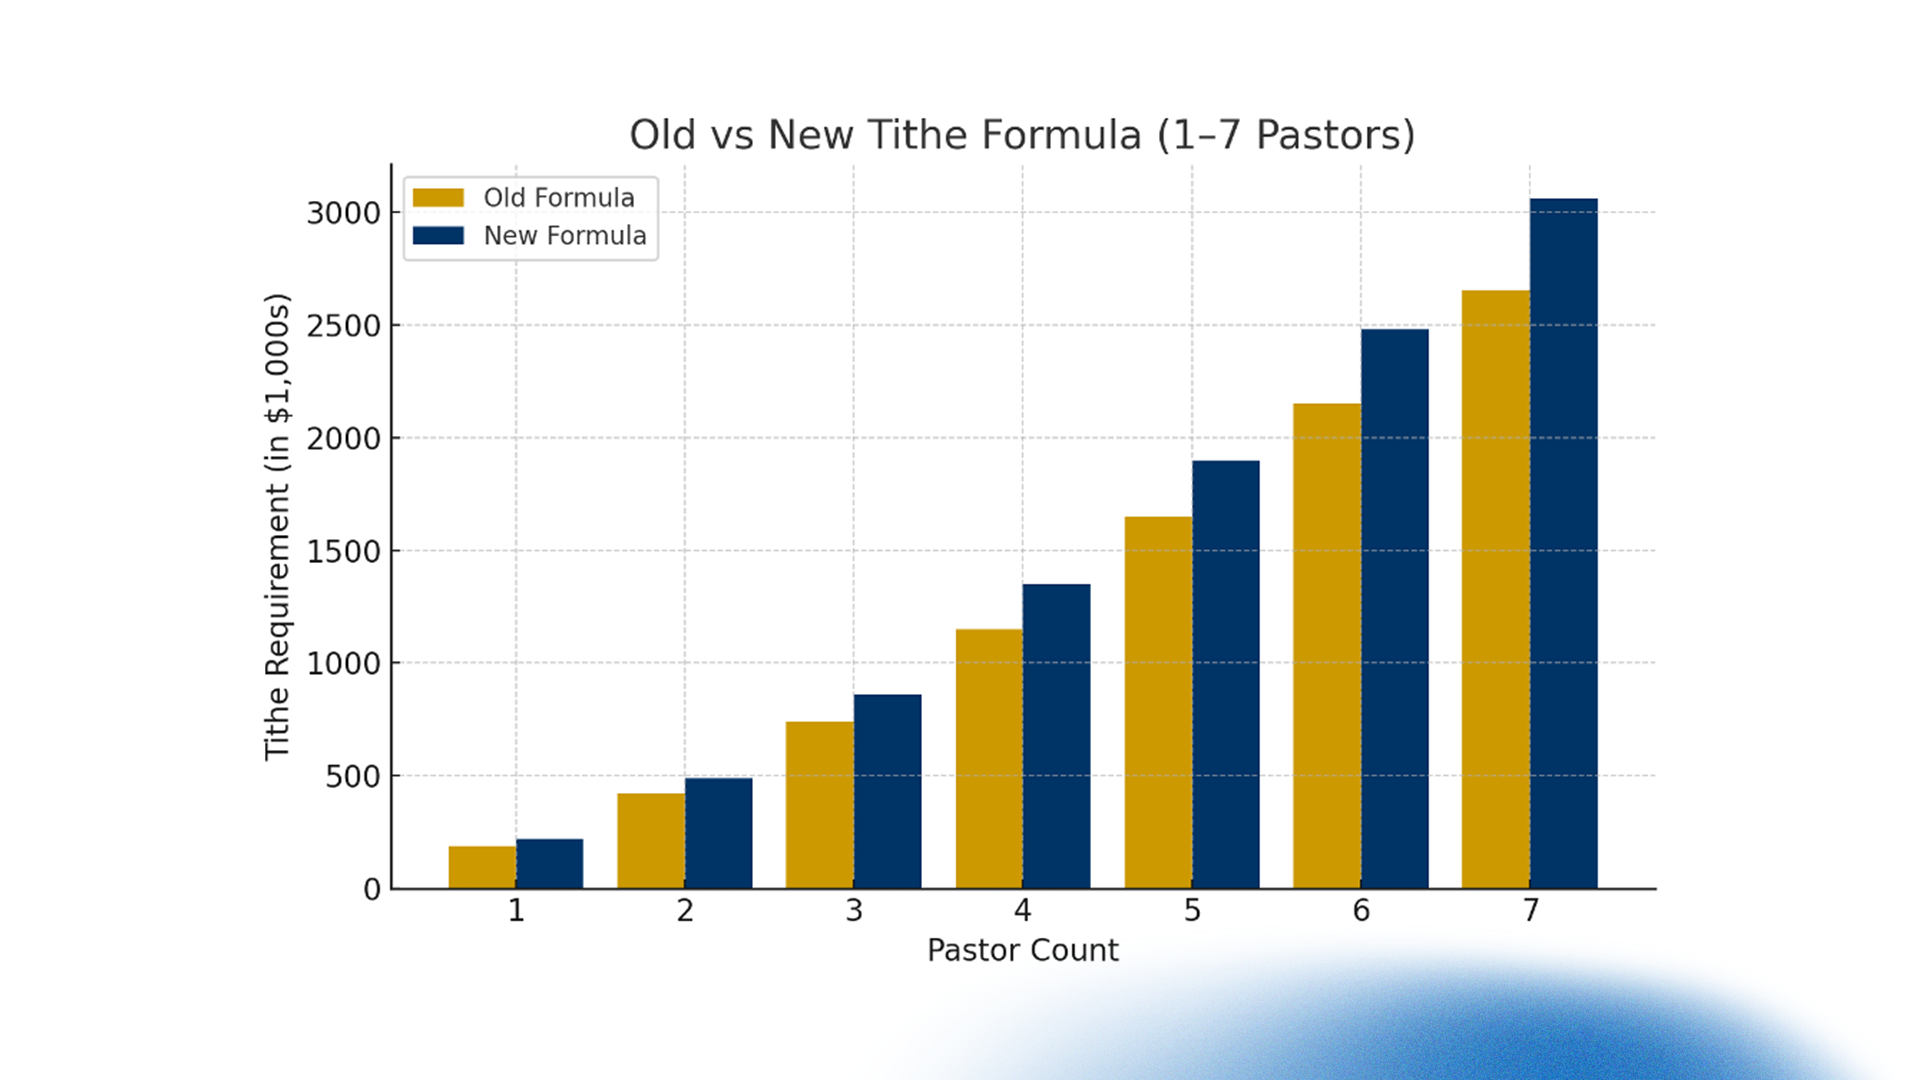 Old vs New Tithe Formula (1–7 Pastors)
Old Formula
New Formula
Tithe Requirement (in $1,000s)
3000
2500
2000
1500
1000
500
0
1 2 3 4 5 6 7
Pastor Count